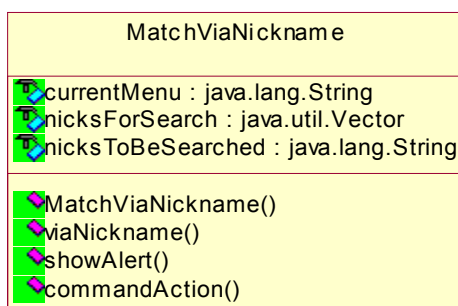 MatchViaNickname
currentMenu : java.lang.String
nicksForSearch : java.util.Vector
nicksToBeSearched : java.lang.String
MatchViaNickname()
viaNickname()
showAlert()
commandAction()